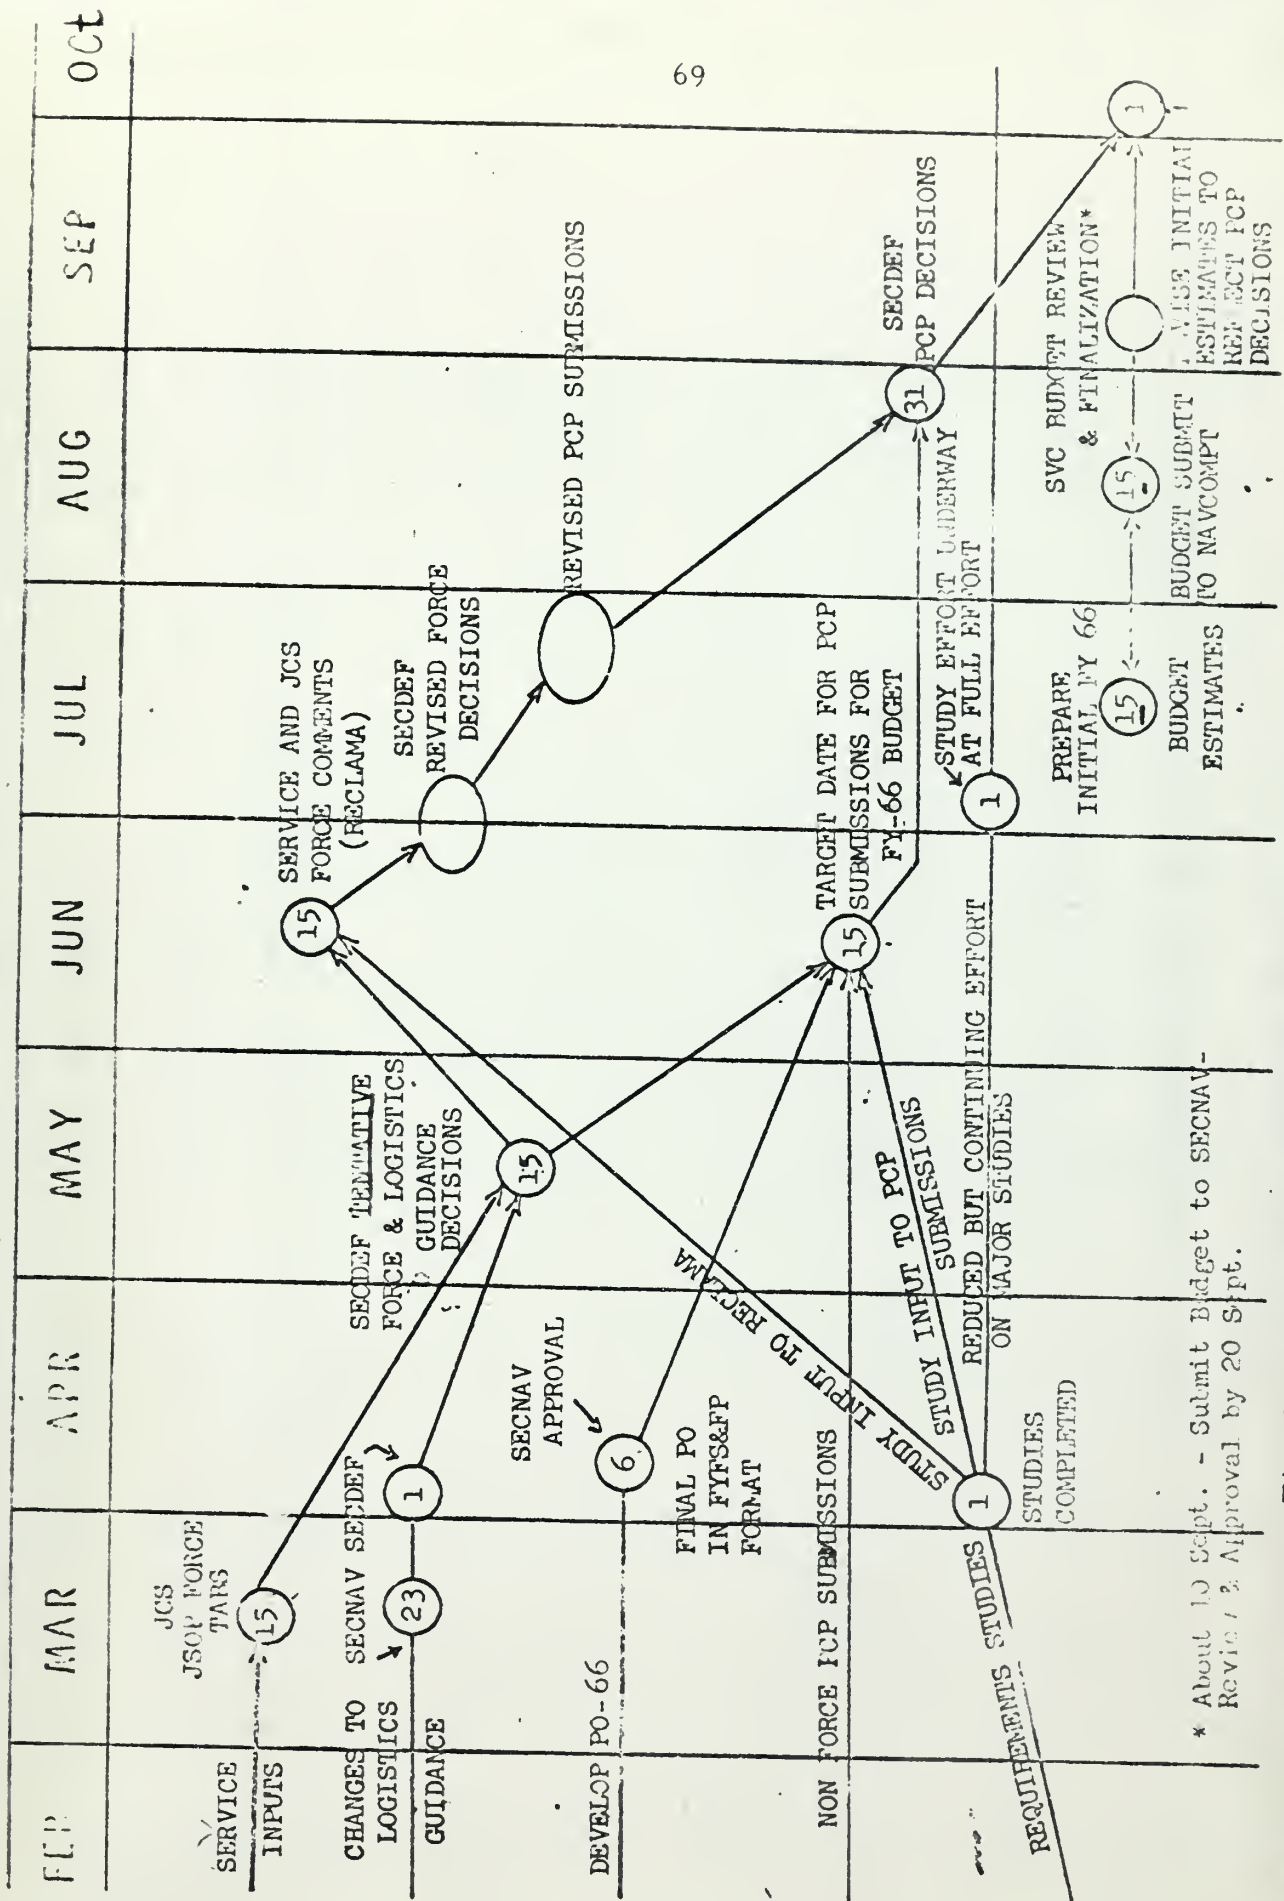 69
FEB MAR APR MAY JUN JUL AUG SEP OCt
SERVICE
INPUTS
JCS
JSOP FORCE
TABS
15
CHANGES TO
LOGISTICS
GUIDANCE
SECNAV SECDEF
23
1
SECDEF TENTATIVE
FORCE & LOGISTICS
GUIDANCE
DECISIONS
15
SERVICE AND JCS
FORCE COMMENTS
(RECLAMA)
15
SECDEF
REVISED FORCE
DECISIONS
REVISED PCP SUBMISSIONS
DEVELOP PO-66
SECNAV
APPROVAL
6
FINAL PO
IN FYFS&FP
FORMAT
NON FORCE PCP SUBMISSIONS
TARGET DATE FOR PCP
SUBMISSIONS FOR
FY-66 BUDGET
15
SECDEF
PCP DECISIONS
31
STUDY INPUT TO RECLAMA
STUDY INPUT TO PCP
SUBMISSIONS
REQUIREMENTS STUDIES
1
STUDIES
COMPLETED
REDUCED BUT CONTINUING EFFORT
ON MAJOR STUDIES
1
STUDY EFFORT UNDERWAY
AT FULL EFFORT
PREPARE
INITIAL FY 66
15
BUDGET
ESTIMATES
SVC BUDGET REVIEW
& FINALIZATION*
15
BUDGET SUBMIT
TO NAVCOMPT
1
INITIAL
ESTIMATES TO
REFLECT PCP
DECISIONS
* About 10 Sept. - Submit Budget to SECNAV-
Review & Approval by 20 Sept.